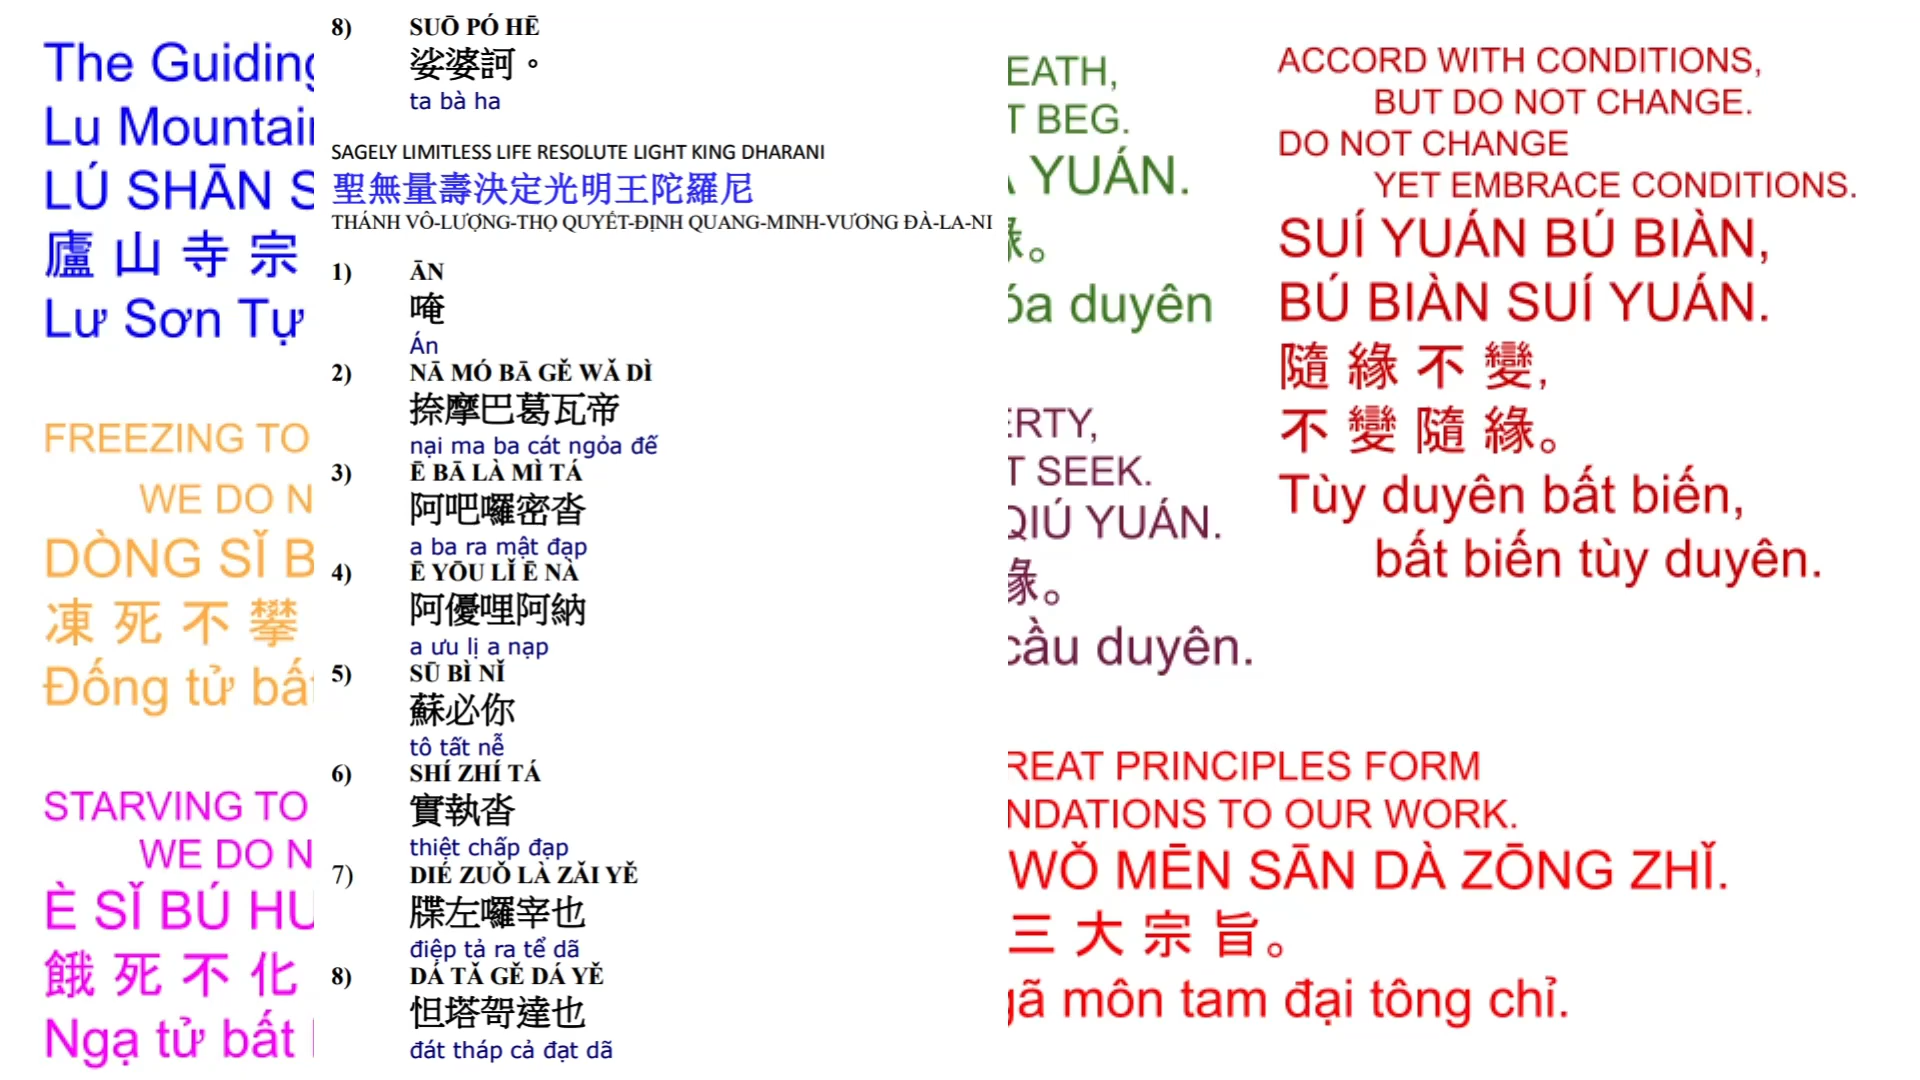 The Guiding
Lu Mountain
LÚ SHĀN S
廬 山 寺 宗
Lư Sơn Tự
FREEZING TO
WE DO N
DÒNG SǏ B
凍 死 不 攀
Đống tử bất
STARVING TO
WE DO N
È SǏ BÚ HU
餓 死 不 化
Ngạ tử bất
8) SUŌ PÓ HĒ
娑婆訶。
ta bà ha
SAGELY LIMITLESS LIFE RESOLUTE LIGHT KING DHARANI
聖無量壽決定光明王陀羅尼
THÁNH VÔ-LƯỢNG-THỌ QUYẾT-ĐỊNH QUANG-MINH-VƯƠNG ĐÀ-LA-NI
1) ĀN
唵
Án
2) NĀ MÓ BĀ GĚ WǍ DÌ
捺摩巴葛瓦帝
nại ma ba cát ngỏa đế
3) Ē BĀ LÀ MÌ TÁ
阿吧囉密沓
a ba ra mật đạp
4) Ē YŌU LǏ Ē NÀ
阿優哩阿納
a ưu lị a nạp
5) SŪ BÌ NǏ
蘇必你
tô tất nễ
6) SHÍ ZHÍ TÁ
實執沓
thiệt chấp đạp
7) DIÉ ZUǑ LÀ ZǍI YĚ
牒左囉宰也
điệp tả ra tể dã
8) DÁ TǍ GĚ DÁ YĚ
怛塔哿達也
đát tháp cả đạt dã
EATH,
T BEG.
YUÁN.
緣。
óa duyên
ERTY,
T SEEK.
QIÚ YUÁN.
緣。
cầu duyên.
ACCORD WITH CONDITIONS,
BUT DO NOT CHANGE.
DO NOT CHANGE
YET EMBRACE CONDITIONS.
SUÍ YUÁN BÚ BIÀN,
BÚ BIÀN SUÍ YUÁN.
隨 緣 不 變,
不 變 隨 緣。
Tùy duyên bất biến,
bất biến tùy duyên.
REAT PRINCIPLES FORM
NDATIONS TO OUR WORK.
WǑ MĒN SĀN DÀ ZŌNG ZHǏ.
三 大 宗 旨。
gã môn tam đại tông chỉ.